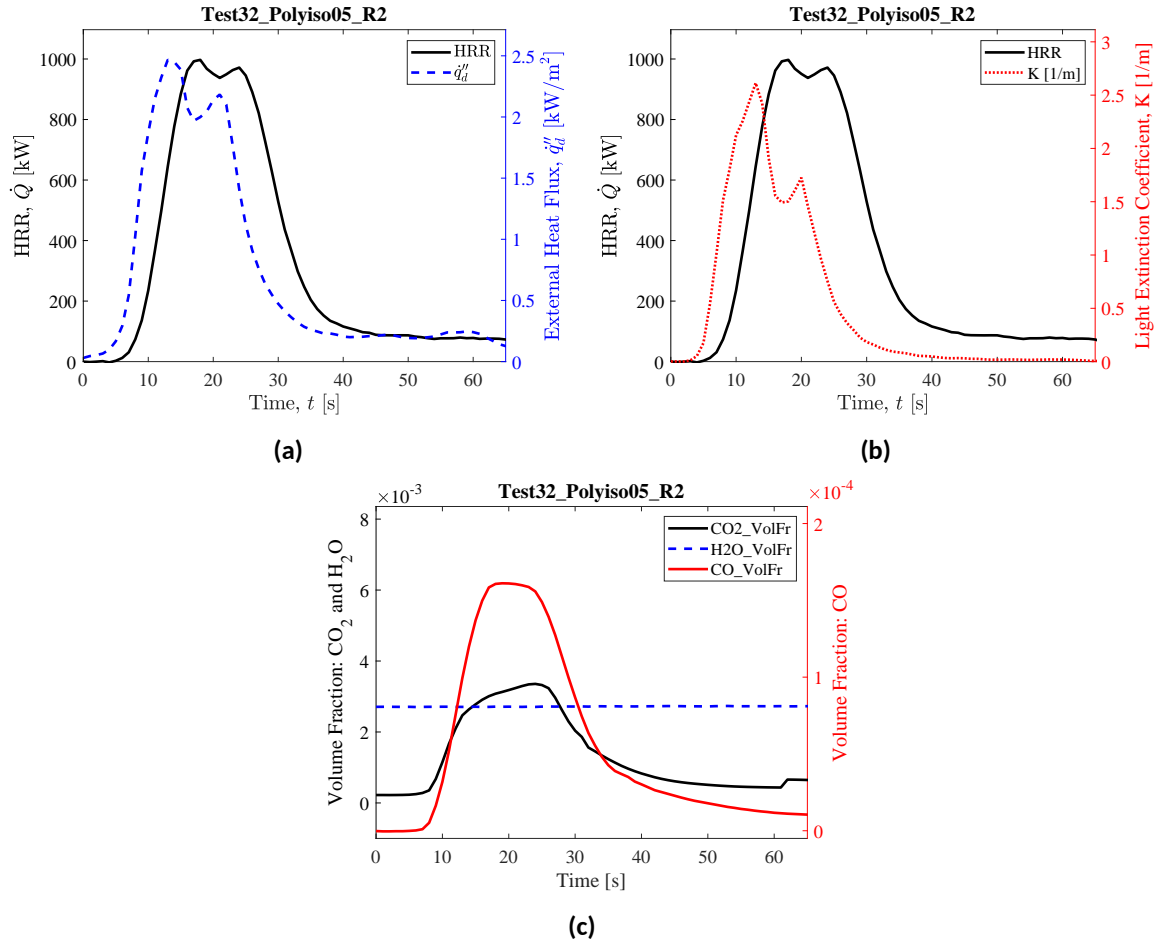 Test32_Polyiso05_R2
HRR
q̇″d
HRR, Q̇ [kW]
External Heat Flux, q̇″d [kW/m²]
1000
800
600
400
200
0
2.5
2
1.5
1
0.5
0
0 10 20 30 40 50 60
Time, t [s]
(a)
Test32_Polyiso05_R2
HRR
K [1/m]
HRR, Q̇ [kW]
Light Extinction Coefficient, K [1/m]
1000
800
600
400
200
0
3
2.5
2
1.5
1
0.5
0
0 10 20 30 40 50 60
Time, t [s]
(b)
×10⁻³
Test32_Polyiso05_R2
×10⁻⁴
CO2_VolFr
H2O_VolFr
CO_VolFr
Volume Fraction: CO₂ and H₂O
Volume Fraction: CO
8
6
4
2
0
2
1
0
0 10 20 30 40 50 60
Time [s]
(c)